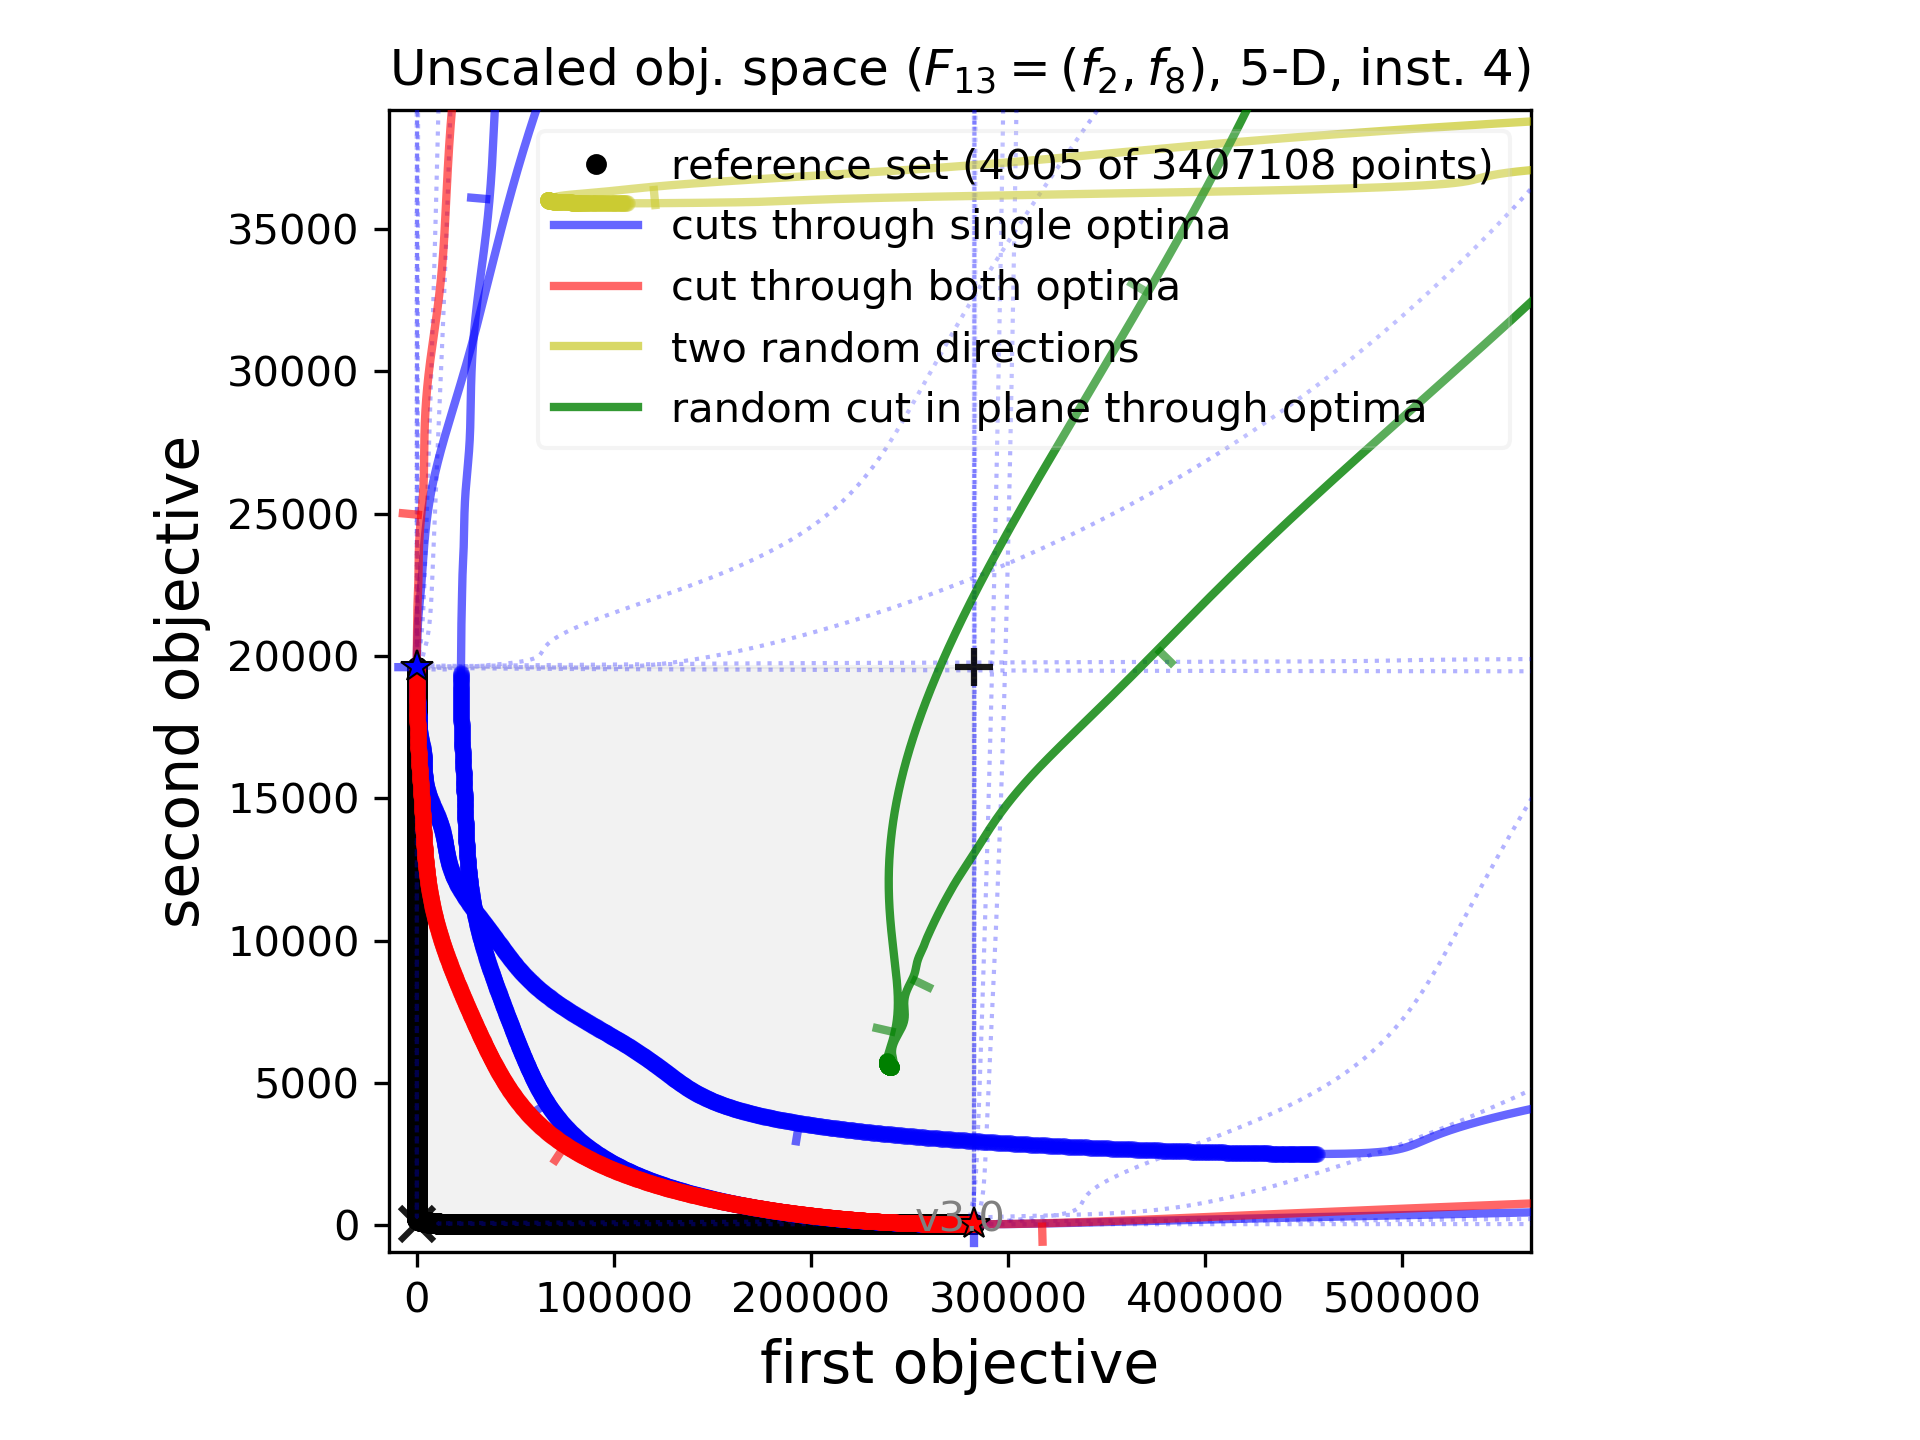 Unscaled obj. space (F13 = (f2, f8), 5-D, inst. 4)
reference set (4005 of 3407108 points)
cuts through single optima
cut through both optima
two random directions
random cut in plane through optima
second objective
35000
30000
25000
20000
15000
10000
5000
0
v3.0
0 100000 200000 300000 400000 500000
first objective